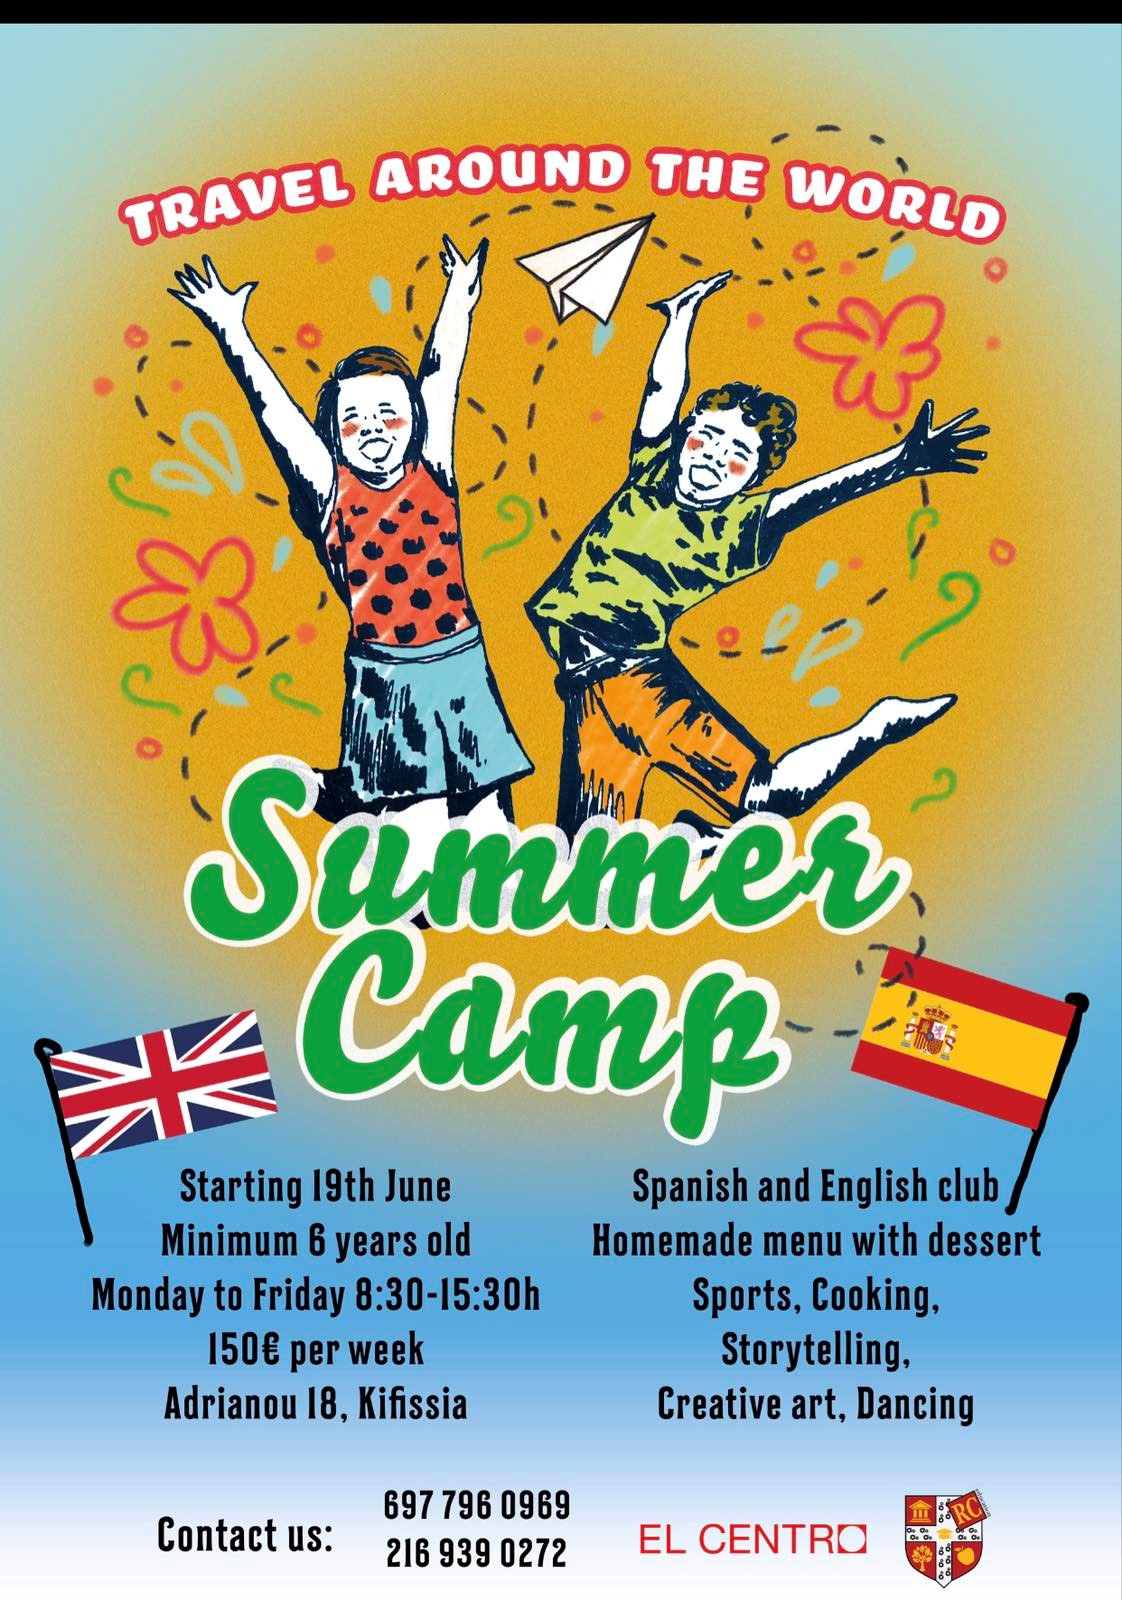 TRAVEL AROUND THE WORLD
Summer
Camp
Starting 19th June
Minimum 6 years old
Monday to Friday 8:30-15:30h
150€ per week
Adrianou 18, Kifissia
Spanish and English club
Homemade menu with dessert
Sports, Cooking,
Storytelling,
Creative art, Dancing
Contact us:
697 796 0969
216 939 0272
EL CENTRO
RC
education